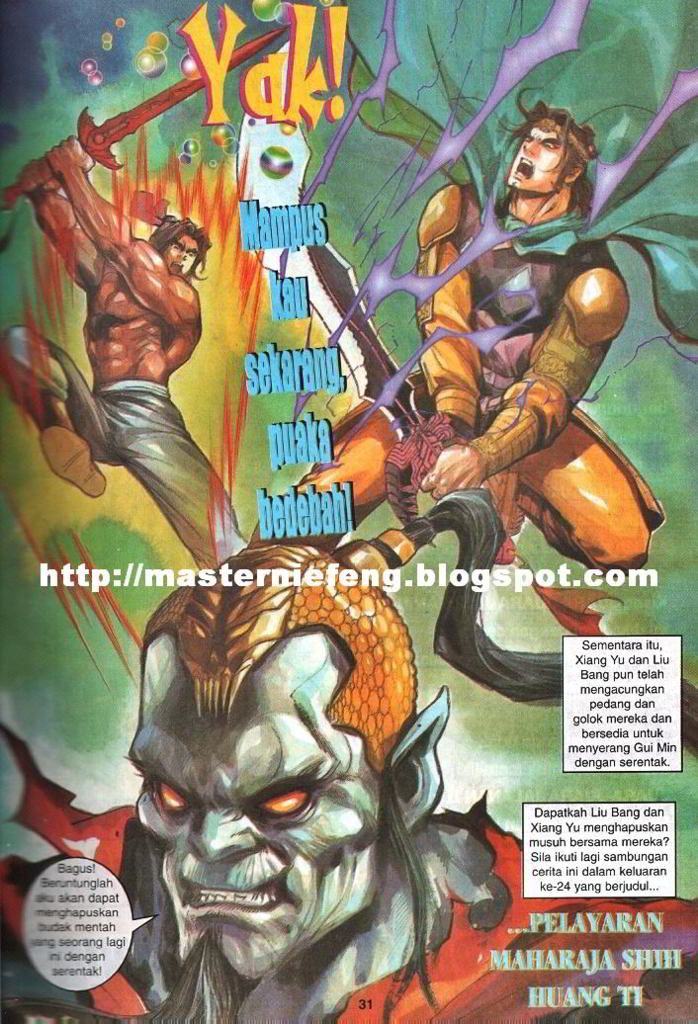 Yak!
Mampus
kau
sekarang,
puaka
bedebah!
http://masterniefeng.blogspot.com
Sementara itu,
Xiang Yu dan Liu
Bang pun telah
mengacungkan
pedang dan
golok mereka dan
bersedia untuk
menyerang Gui Min
dengan serentak.
Dapatkah Liu Bang dan
Xiang Yu menghapuskan
musuh bersama mereka?
Sila ikuti lagi sambungan
cerita ini dalam keluaran
ke-24 yang berjudul...
Bagus!
Beruntunglah
aku akan dapat
menghapuskan
budak mentah
yang seorang lagi
ini dengan
serentak!
...PELAYARAN
MAHARAJA SHIH
HUANG TI
31